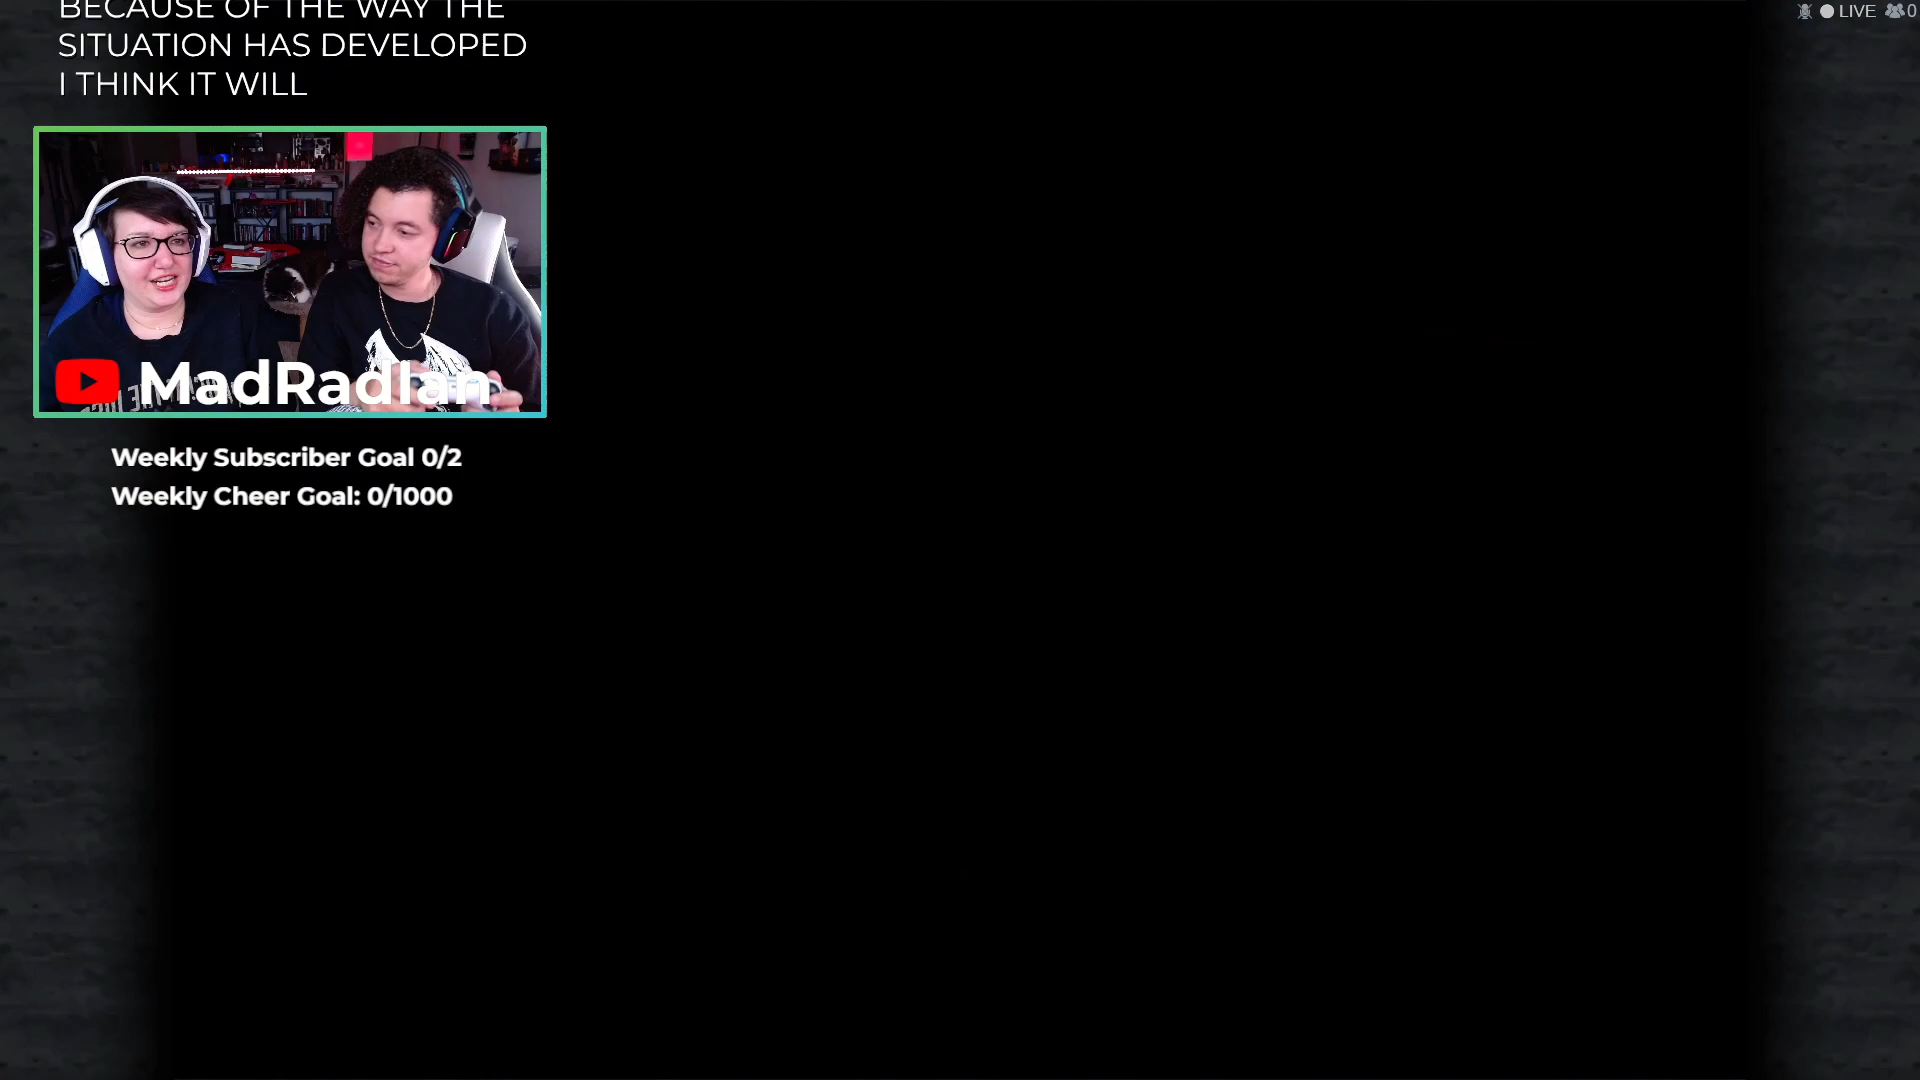 BECAUSE OF THE WAY THE
SITUATION HAS DEVELOPED
I THINK IT WILL
LIVE 0
MadRadIan
Weekly Subscriber Goal 0/2
Weekly Cheer Goal: 0/1000